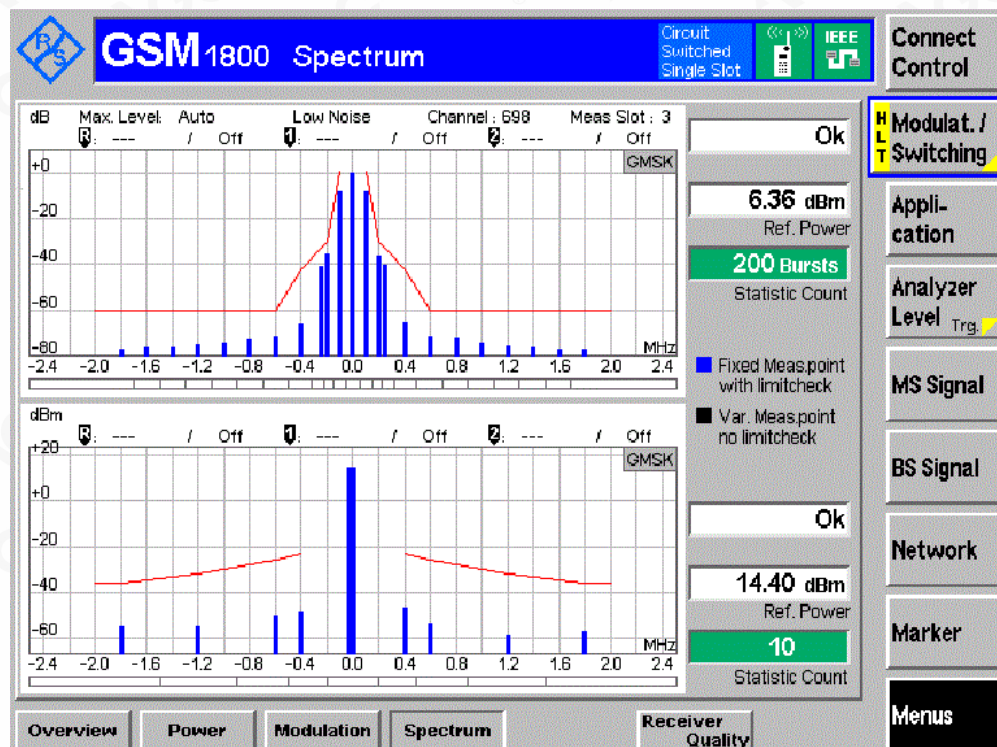 R/S
GSM 1800 Spectrum
Circuit Switched Single Slot
IEEE
Connect Control
dB Max. Level: Auto Low Noise Channel : 698 Meas Slot : 3
R : --- / Off 1 : --- / Off 2 : --- / Off
GMSK
+0
-20
-40
-60
-80
MHz
-2.4 -2.0 -1.6 -1.2 -0.8 -0.4 0.0 0.4 0.8 1.2 1.6 2.0 2.4
Ok
6.36 dBm
Ref. Power
200 Bursts
Statistic Count
Fixed Meas.point
with limitcheck
Var. Meas.point
no limitcheck
dBm
R : --- / Off 1 : --- / Off 2 : --- / Off
GMSK
+20
+0
-20
-40
-60
MHz
-2.4 -2.0 -1.6 -1.2 -0.8 -0.4 0.0 0.4 0.8 1.2 1.6 2.0 2.4
Ok
14.40 dBm
Ref. Power
10
Statistic Count
HLT
Modulat. / Switching
Appli-
cation
Analyzer
Level Trg.
MS Signal
BS Signal
Network
Marker
Menus
Overview Power Modulation Spectrum Receiver Quality